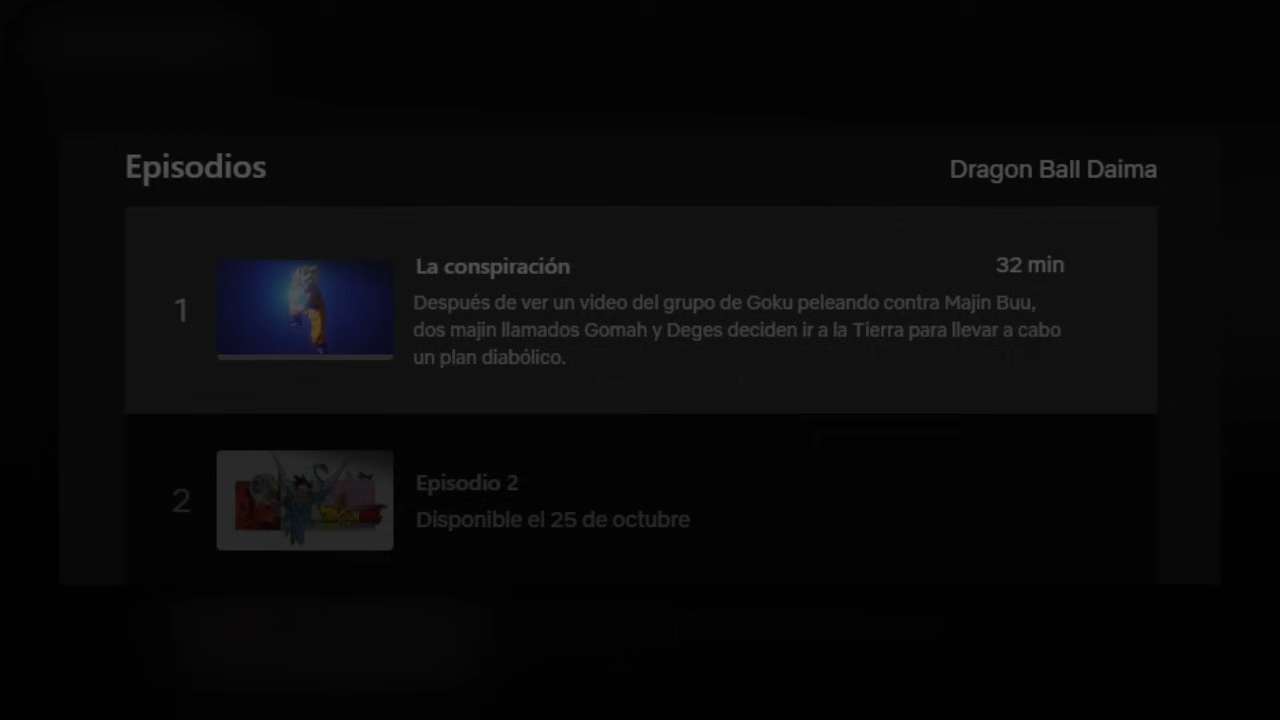 Episodios
Dragon Ball Daima
1
La conspiración
32 min
Después de ver un video del grupo de Goku peleando contra Majin Buu,
dos majin llamados Gomah y Deges deciden ir a la Tierra para llevar a cabo
un plan diabólico.
2
Episodio 2
Disponible el 25 de octubre